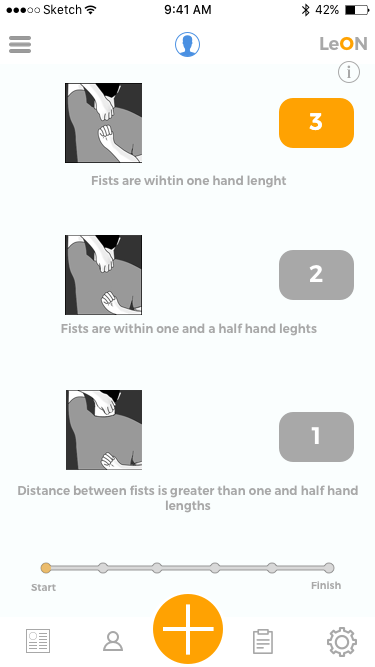 Sketch 9:41 AM 42%
LeON
i
3
Fists are wihtin one hand lenght
2
Fists are within one and a half hand leghts
1
Distance between fists is greater than one and half hand
lengths
Start Finish